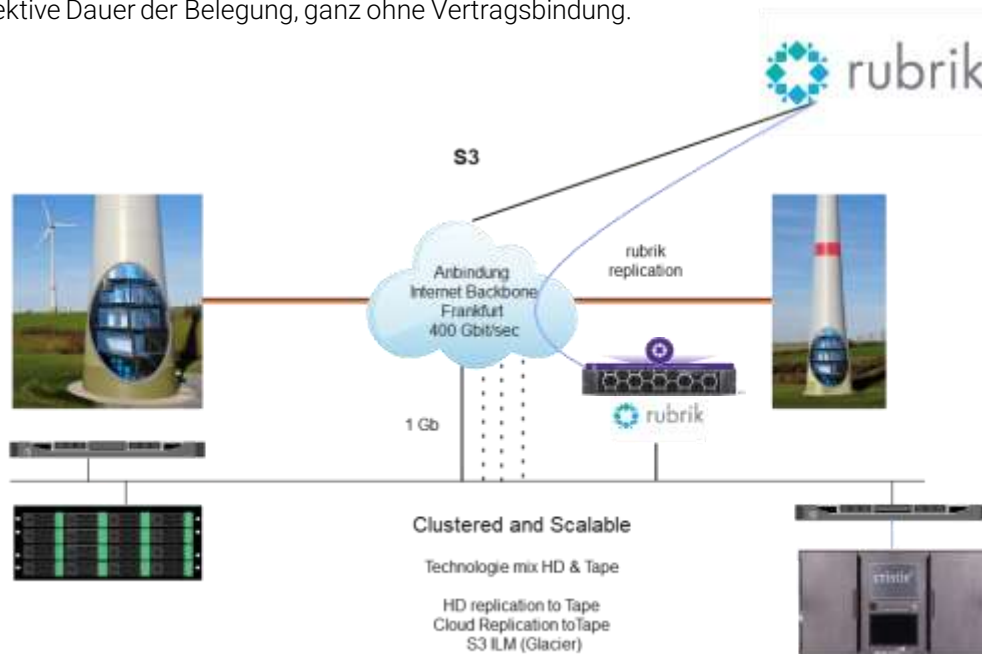 ektive Dauer der Belegung, ganz ohne Vertragsbindung.
rubrik
S3
rubrik
replication
Anbindung
Internet Backbone
Frankfurt
400 Gbit/sec
rubrik
1 Gb
Clustered and Scalable
Technologie mix HD & Tape
HD replication to Tape
Cloud Replication toTape
S3 ILM (Glacier)
cristie